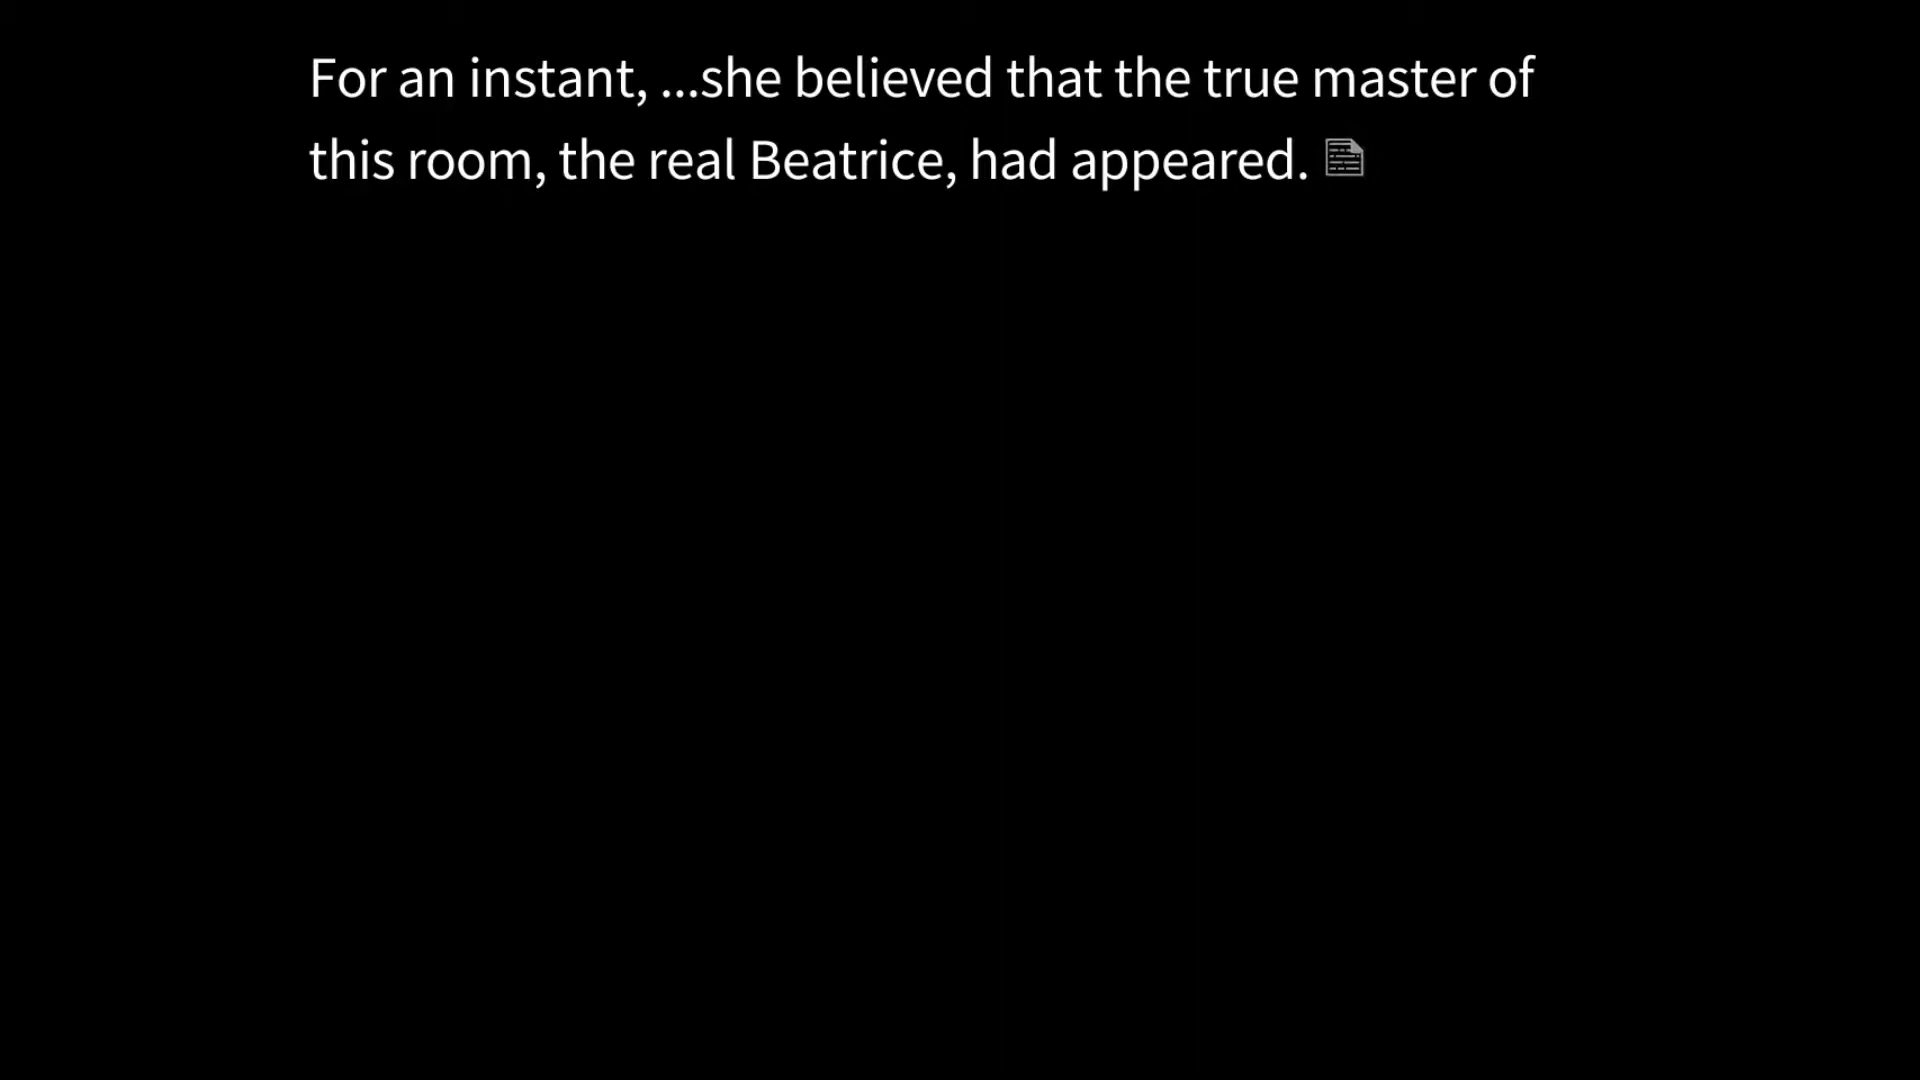 For an instant, ...she believed that the true master of
this room, the real Beatrice, had appeared.